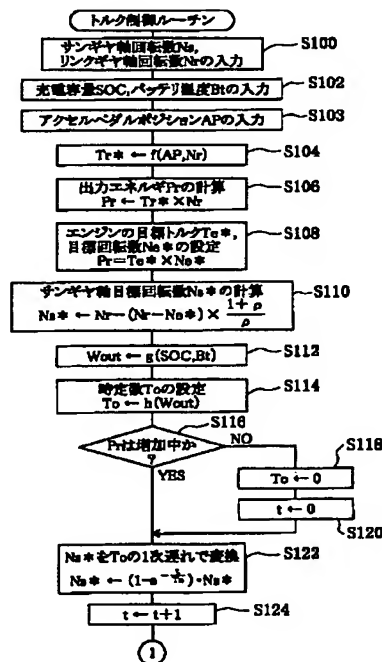 トルク制御ルーチン
サンギヤ軸回転数Ns,
リンクギヤ軸回転数Nrの入力
S100
充電容量SOC,バッテリ温度Btの入力
S102
アクセルペダルポジションAPの入力
S103
Tr* ← f(AP,Nr)
S104
出力エネルギPrの計算
Pr ← Tr*×Nr
S106
エンジンの目標トルクTe*,
目標回転数Ne*の設定
Pr=Te*×Ne*
S108
サンギヤ軸目標回転数Ns*の計算
Ns* ← Nr-(Nr-Ne*)× 1+ρ / ρ
S110
Wout ← g(SOC,Bt)
S112
時定数Toの設定
To ← h(Wout)
S114
Prは増加中か
?
S116
NO
YES
To ← 0
S118
t ← 0
S120
Ns*をToの1次遅れで変換
Ns* ← (1-e^-t/To)・Ns*
S122
t ← t+1
S124
1